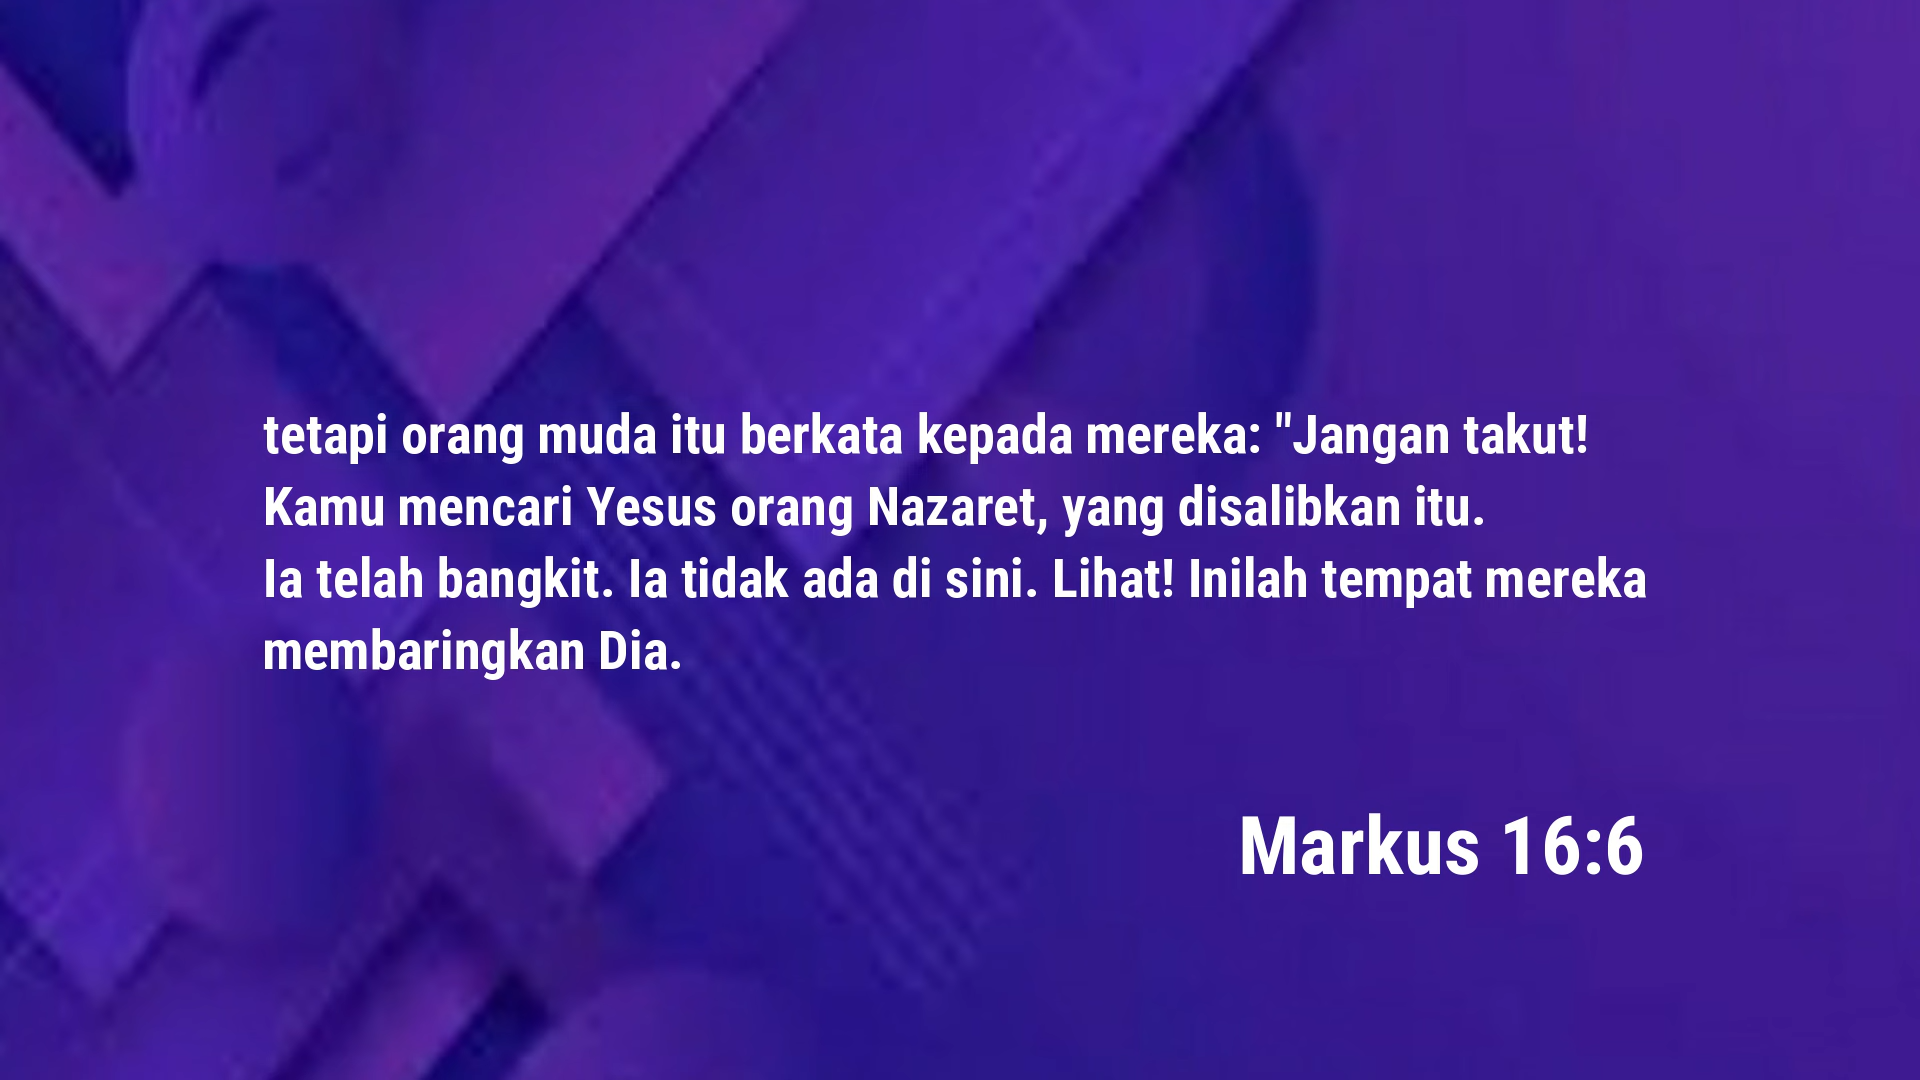 tetapi orang muda itu berkata kepada mereka: "Jangan takut!
Kamu mencari Yesus orang Nazaret, yang disalibkan itu.
Ia telah bangkit. Ia tidak ada di sini. Lihat! Inilah tempat mereka
membaringkan Dia.
Markus 16:6